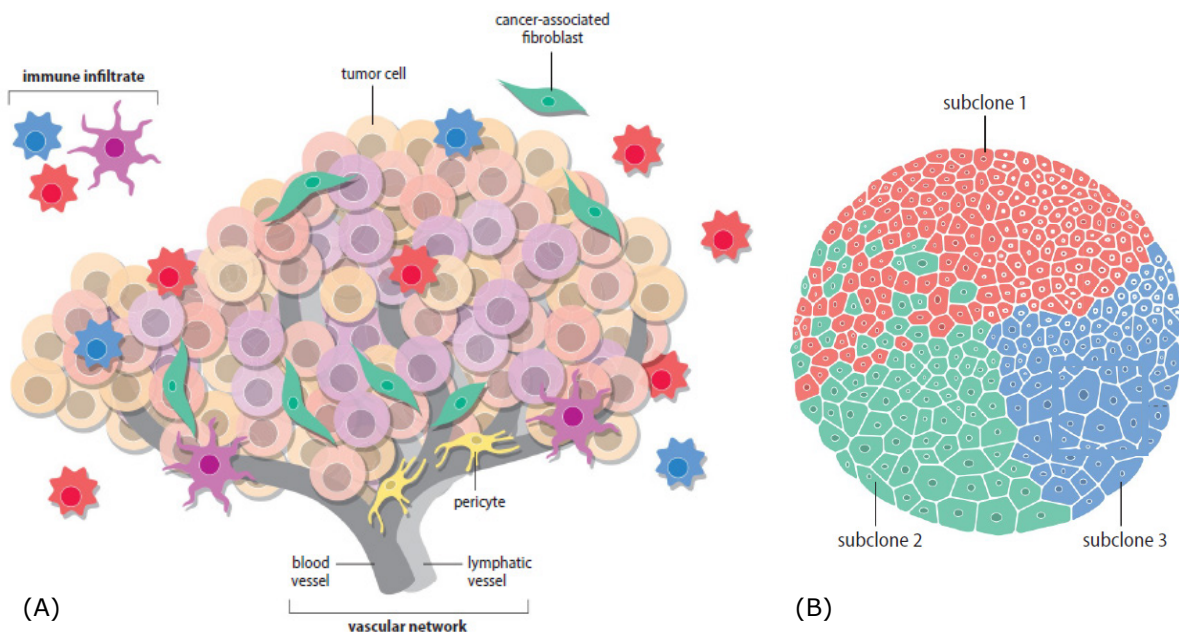 cancer-associated
fibroblast
immune infiltrate
tumor cell
subclone 1
pericyte
subclone 2
subclone 3
blood
vessel
lymphatic
vessel
(A)
vascular network
(B)